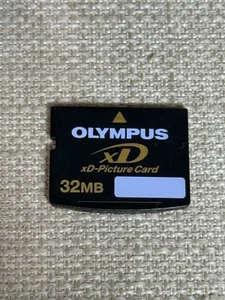 OLYMPUS
xD
xD-Picture Card
32MB